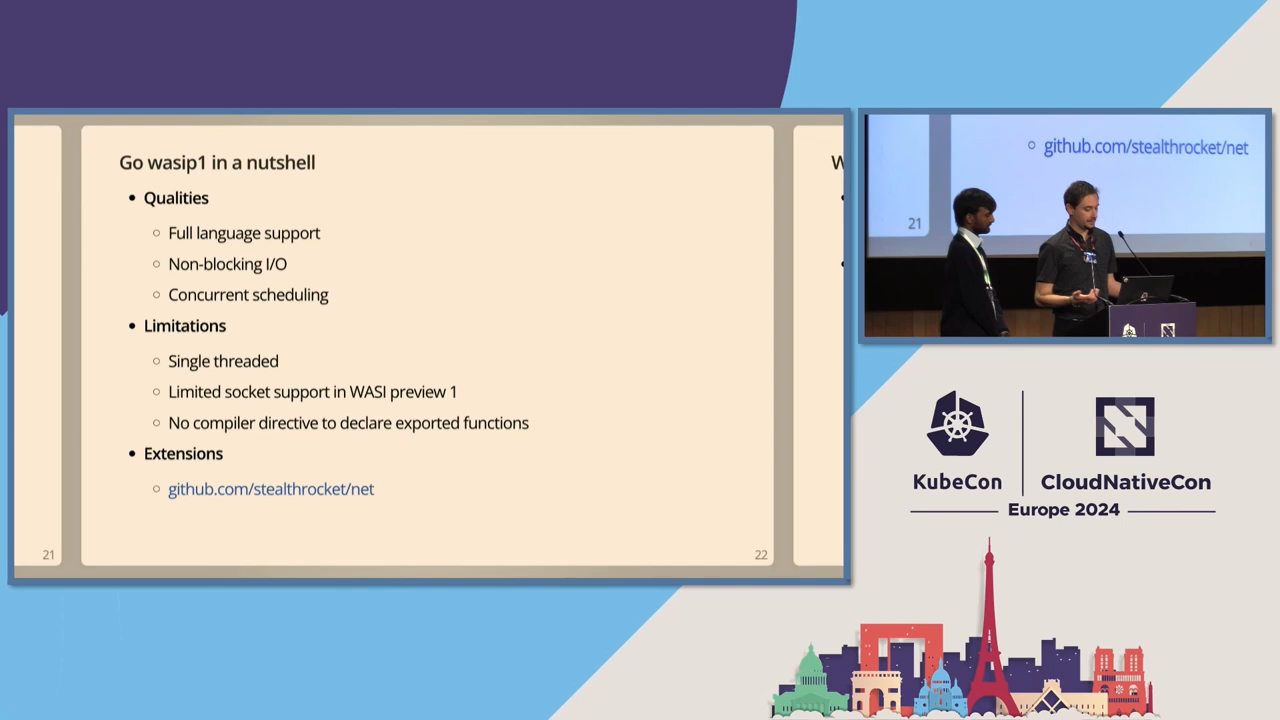 Go wasip1 in a nutshell
• Qualities
○ Full language support
○ Non-blocking I/O
○ Concurrent scheduling
• Limitations
○ Single threaded
○ Limited socket support in WASI preview 1
○ No compiler directive to declare exported functions
• Extensions
○ github.com/stealthrocket/net
21
22
W
○ github.com/stealthrocket/net
21
KubeCon
CloudNativeCon
Europe 2024